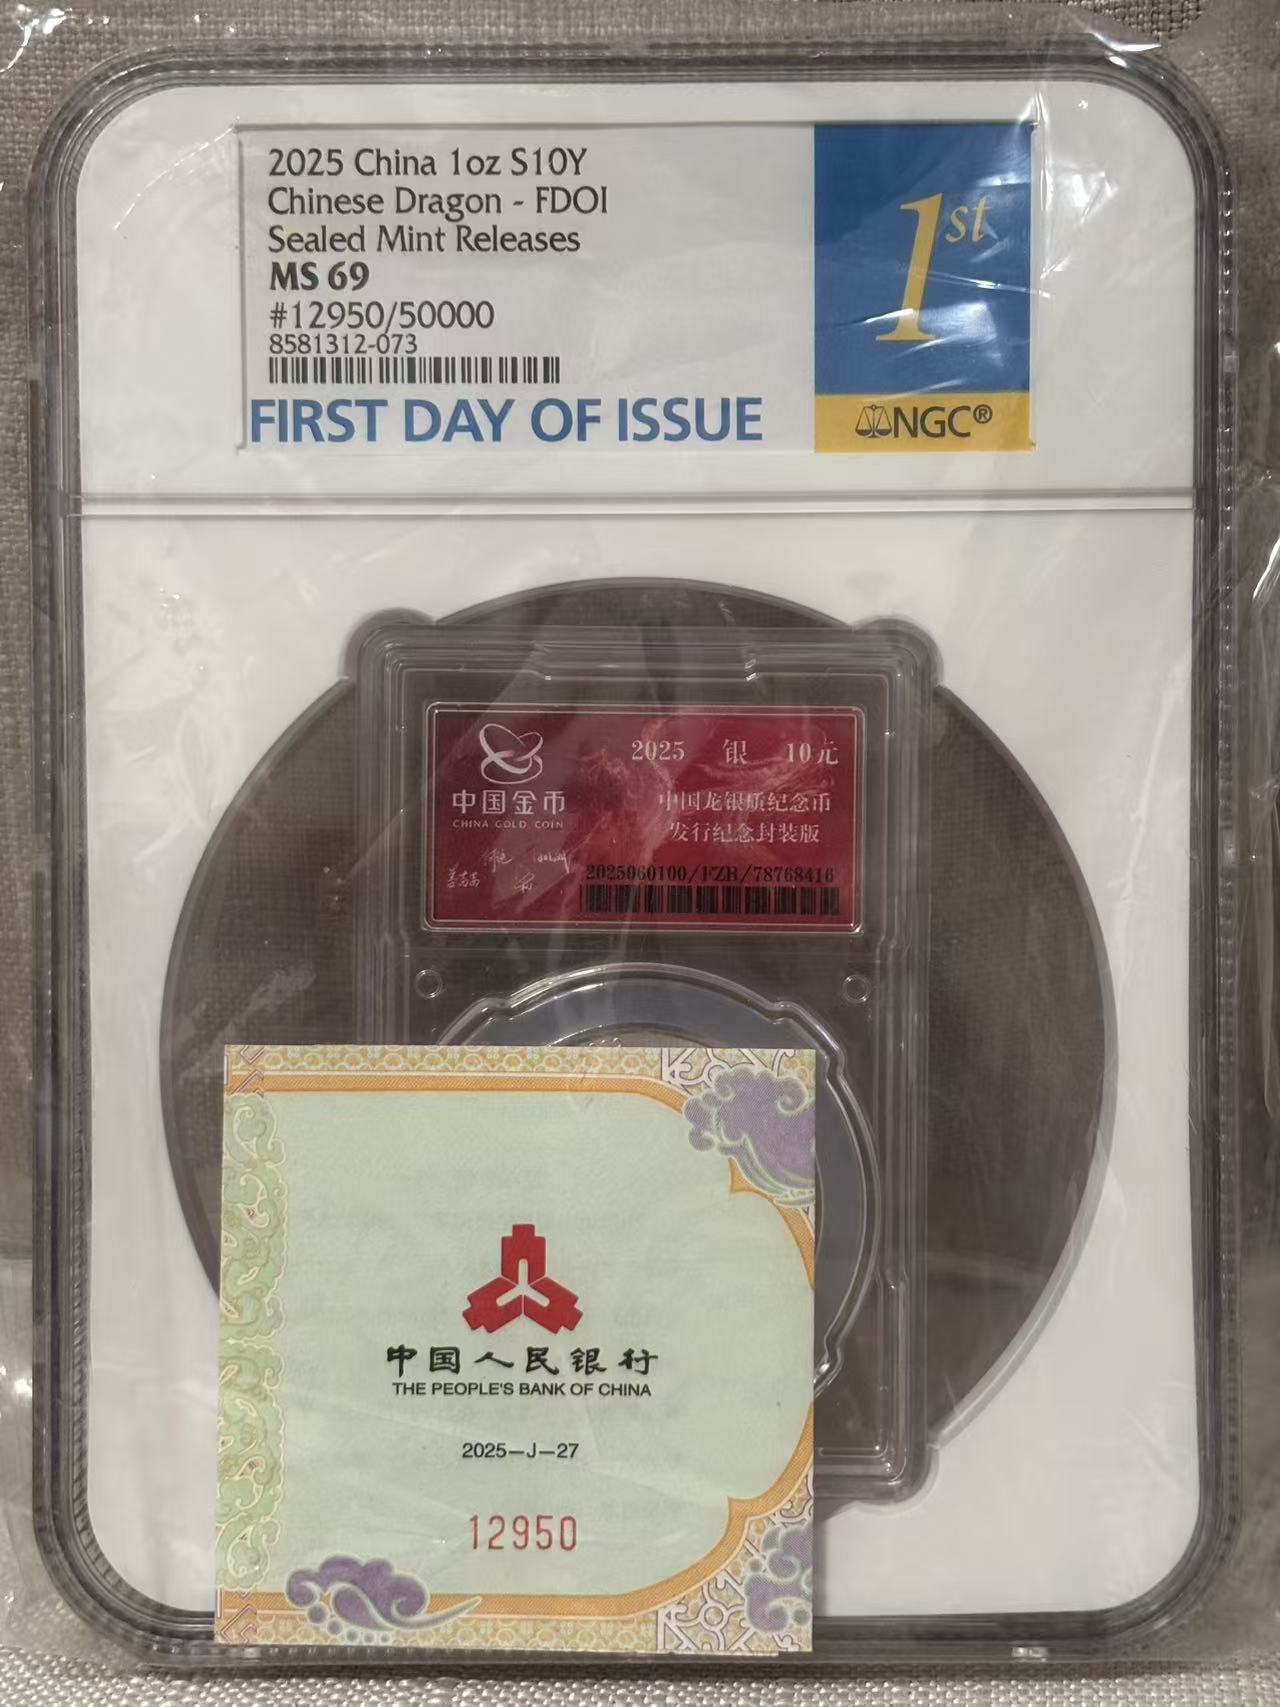 2025 China 1oz S10Y
Chinese Dragon - FDOI
Sealed Mint Releases
MS 69
#12950/50000
8581312-073
FIRST DAY OF ISSUE
1st
NGC®
中国金币
CHINA GOLD COIN
2025 银 10元
中国龙银质纪念币
发行纪念封装版
2025060100/FZB/78768416
中国人民银行
THE PEOPLE'S BANK OF CHINA
2025—J—27
12950